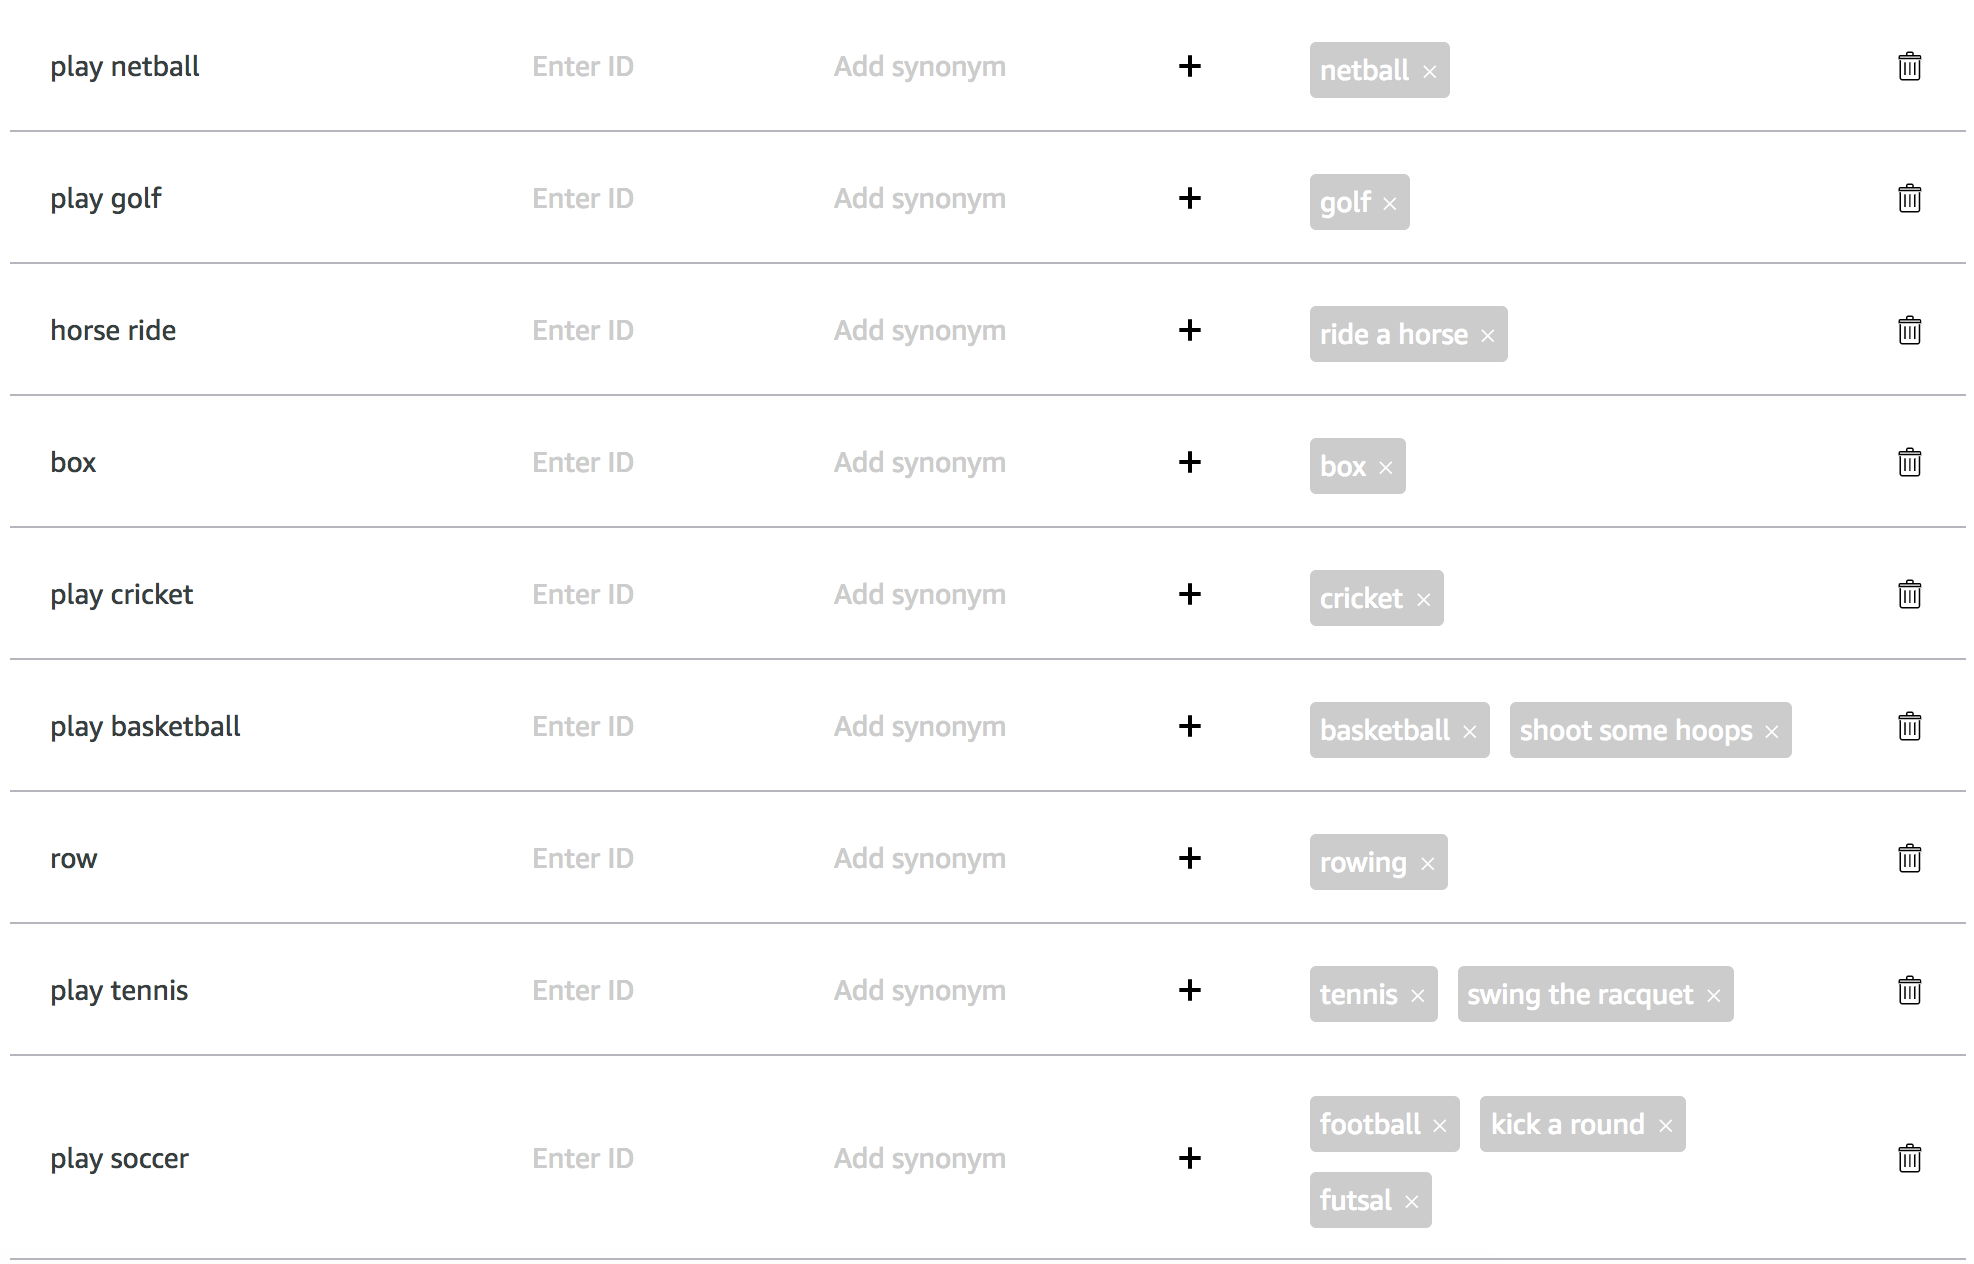 play netball Enter ID Add synonym + netball ×
play golf Enter ID Add synonym + golf ×
horse ride Enter ID Add synonym + ride a horse ×
box Enter ID Add synonym + box ×
play cricket Enter ID Add synonym + cricket ×
play basketball Enter ID Add synonym + basketball × shoot some hoops ×
row Enter ID Add synonym + rowing ×
play tennis Enter ID Add synonym + tennis × swing the racquet ×
football × kick a round ×
play soccer Enter ID Add synonym +
futsal ×